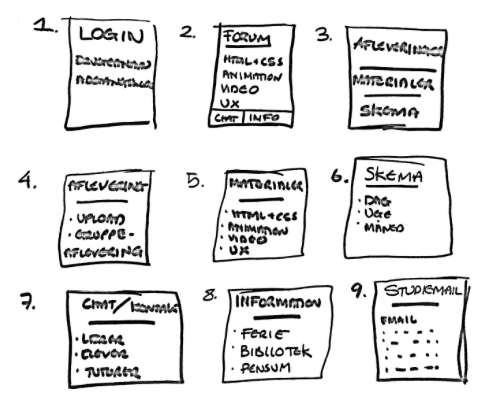 1.
LOGIN
2.
FORUM
HTML+CSS
ANIMATION
VIDEO
UX
CHAT INFO
3.
AFLEVERINGER
MATERIALER
SKEMA
4.
AFLEVERING
· UPLOAD
· GRUPPE-
AFLEVERING
5.
MATERIALER
· HTML+CSS
· ANIMATION
· VIDEO
· UX
6.
SKEMA
· DAG
· UGE
· MÅNED
7.
CHAT/KONTAKT
· LÆRER
· ELEVER
· TUTORER
8.
INFORMATION
· FERIE
· BIBLIOTEK
· PENSUM
9.
STUDIEMAIL
EMAIL